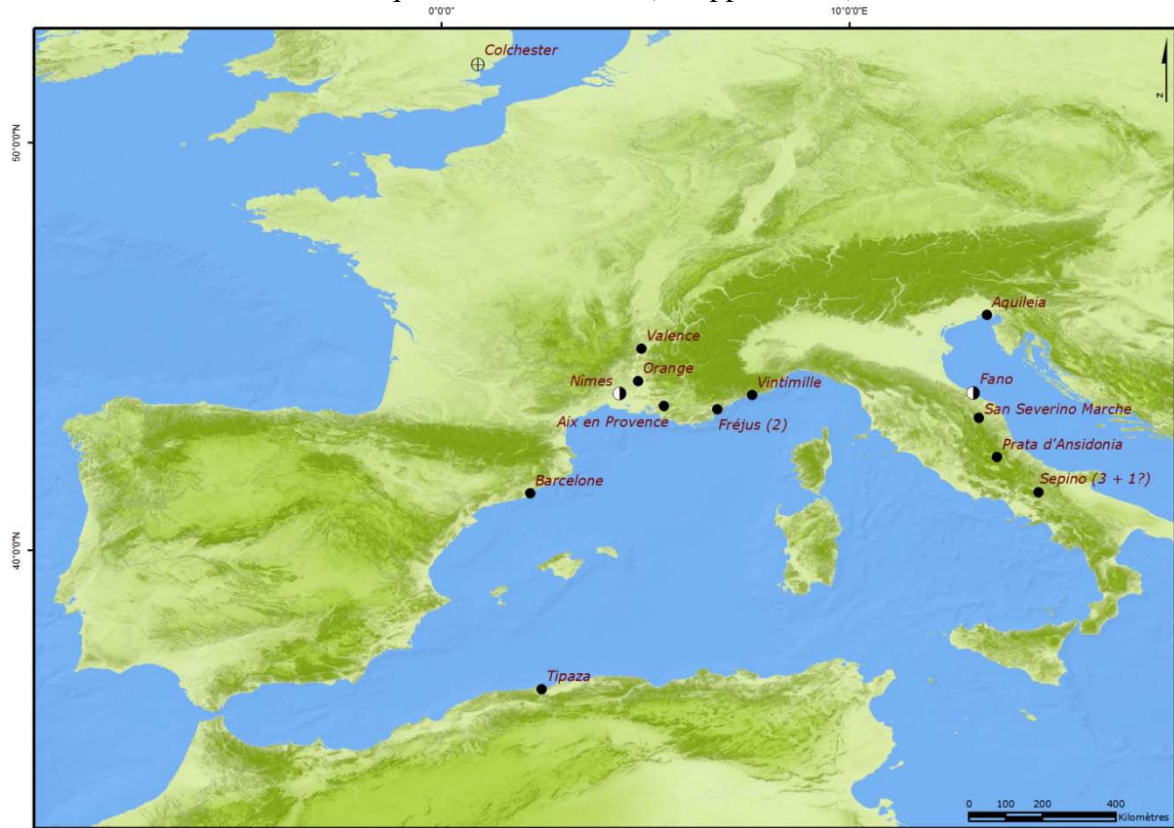 0°0'0"
10°0'0"E
Colchester
50°0'0"N
z
Aquileia
Valence
Orange
Nîmes
Vintimille
Fano
Aix en Provence
Fréjus (2)
San Severino Marche
Prata d'Ansidonia
Sepino (3 + 1?)
Barcelone
40°0'0"N
Tipaza
0 100 200 400
Kilomètres